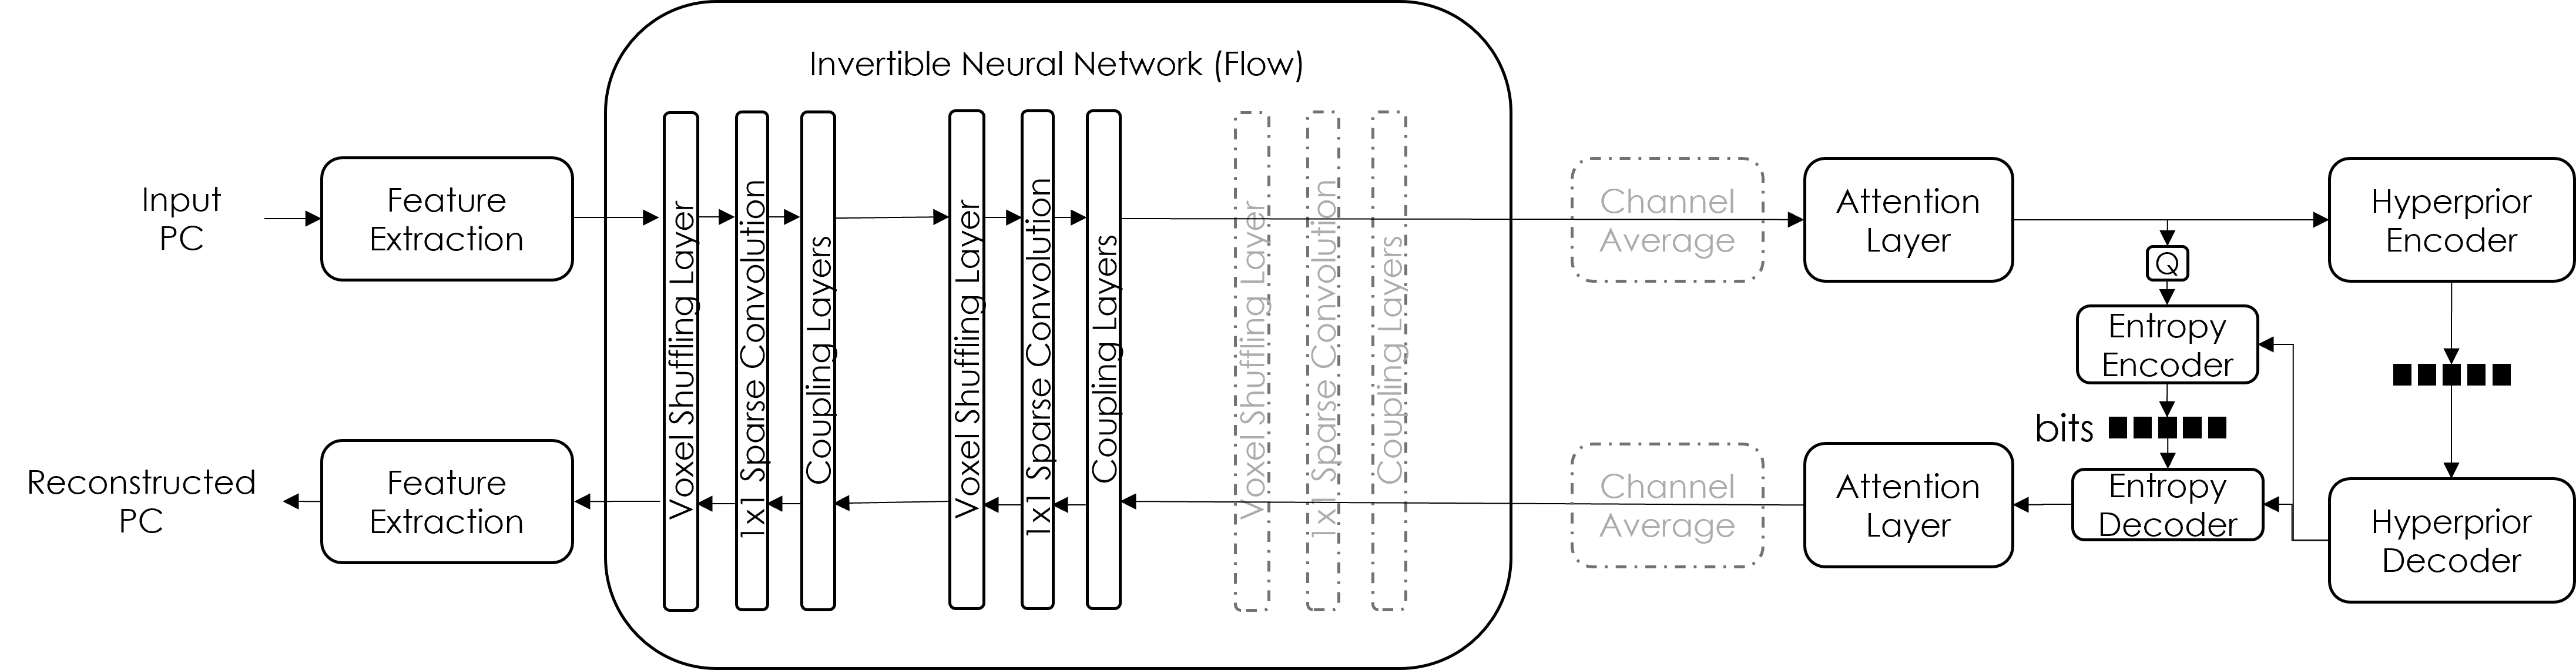 Invertible Neural Network (Flow)
Input
PC
Feature
Extraction
Voxel Shuffling Layer
1x1 Sparse Convolution
Coupling Layers
Voxel Shuffling Layer
1x1 Sparse Convolution
Coupling Layers
Voxel Shuffling Layer
1x1 Sparse Convolution
Coupling Layers
Channel
Average
Attention
Layer
Q
Entropy
Encoder
bits
Hyperprior
Encoder
Reconstructed
PC
Feature
Extraction
Channel
Average
Attention
Layer
Entropy
Decoder
Hyperprior
Decoder